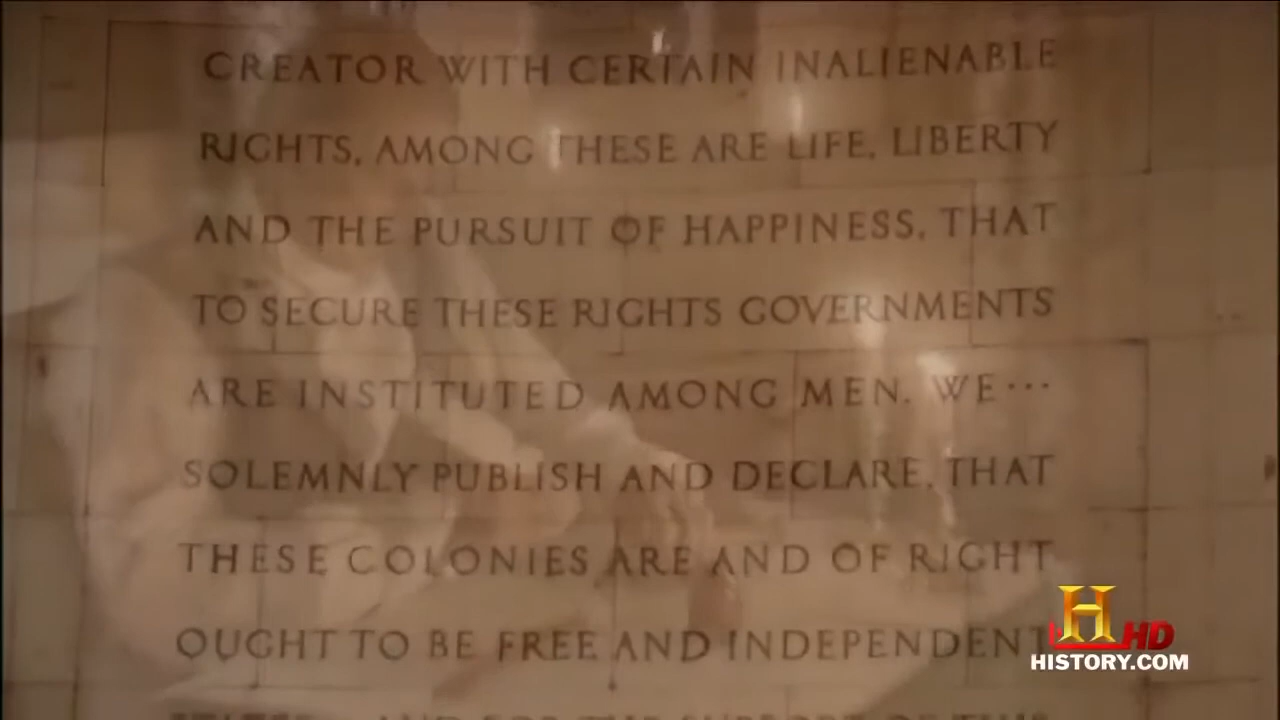 CREATOR WITH CERTAIN INALIENABLE
RIGHTS, AMONG THESE ARE LIFE, LIBERTY
AND THE PURSUIT OF HAPPINESS, THAT
TO SECURE THESE RIGHTS GOVERNMENTS
ARE INSTITUTED AMONG MEN. WE···
SOLEMNLY PUBLISH AND DECLARE, THAT
THESE COLONIES ARE AND OF RIGHT
OUGHT TO BE FREE AND INDEPENDENT
H HD
HISTORY.COM